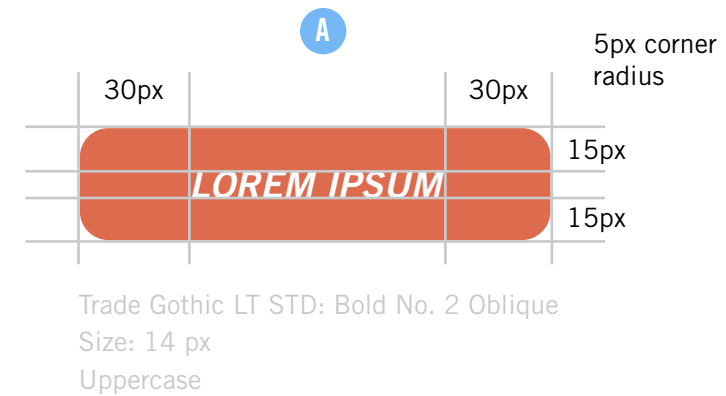 A
5px corner
radius
30px
30px
15px
LOREM IPSUM
15px
Trade Gothic LT STD: Bold No. 2 Oblique
Size: 14 px
Uppercase